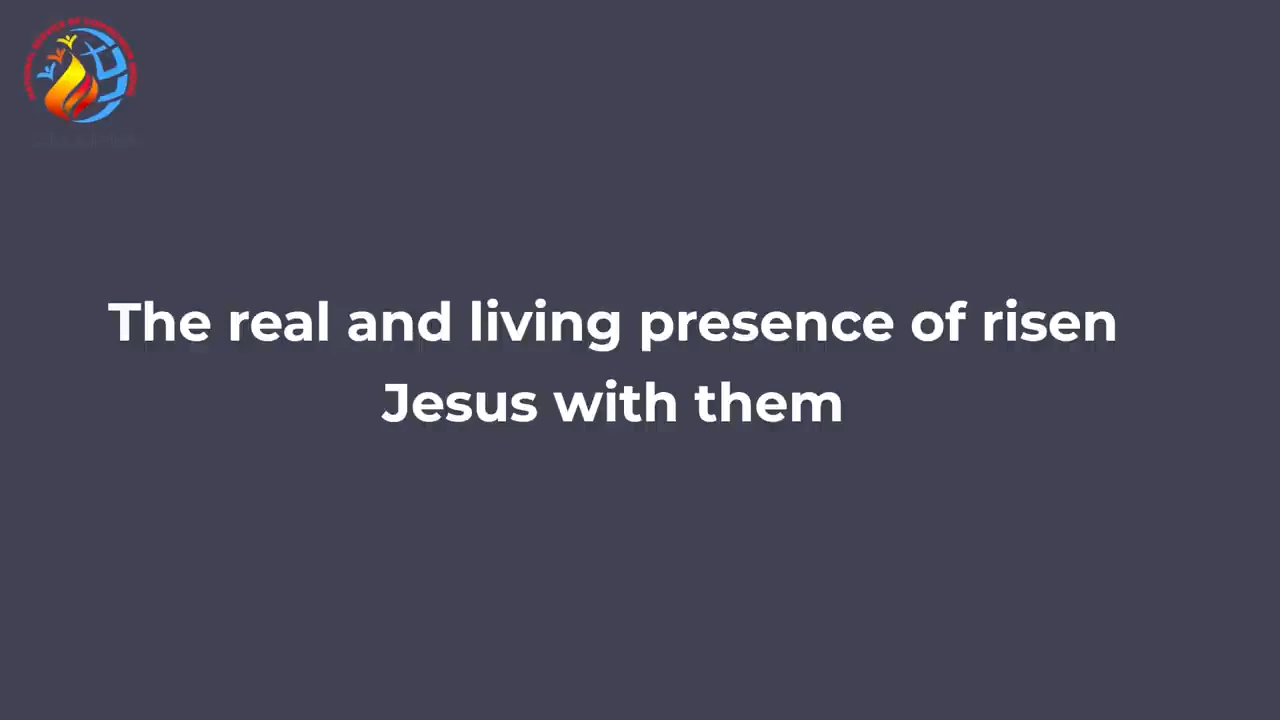 The real and living presence of risen
Jesus with them